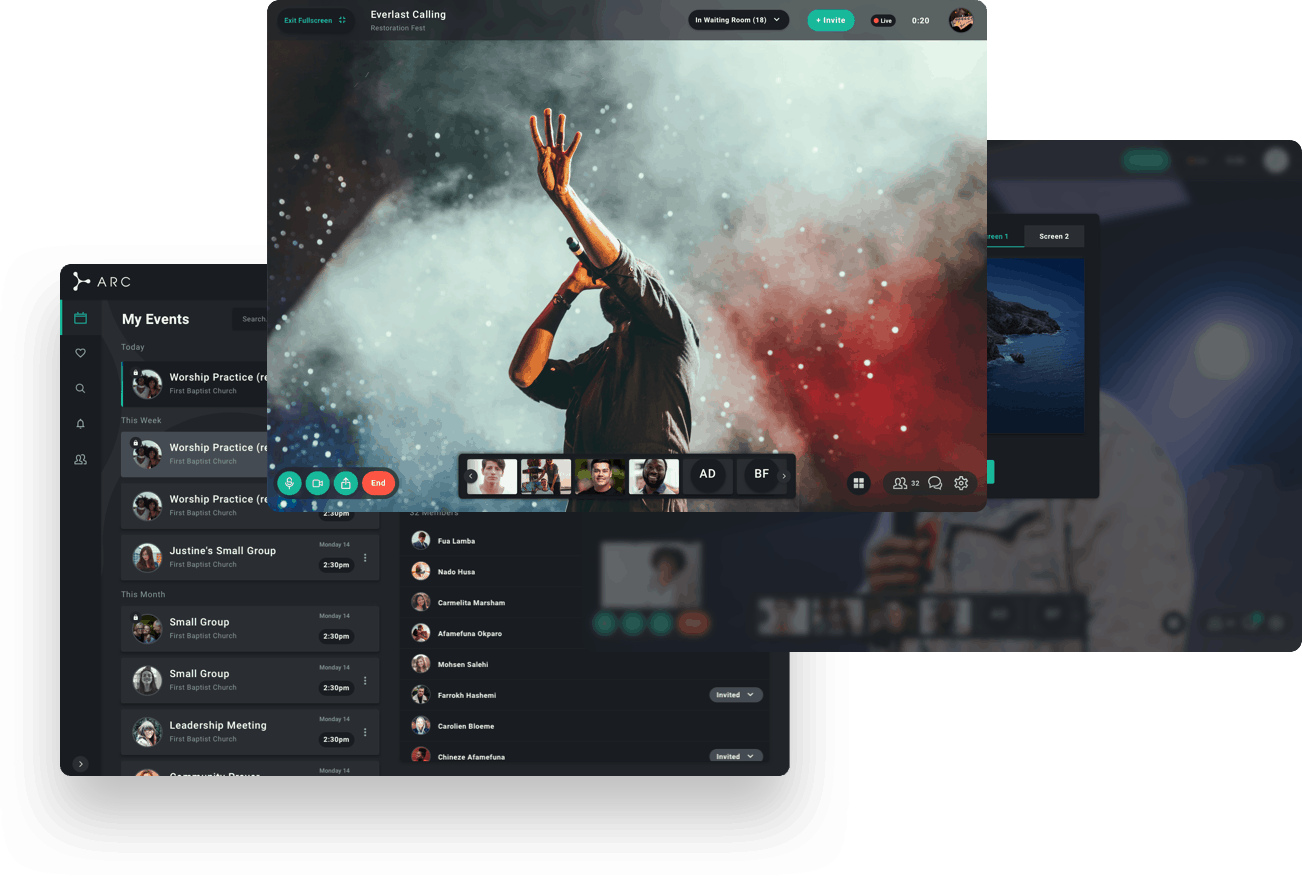 Exit Fullscreen
Everlast Calling
Restoration Fest
In Waiting Room (18)
+ Invite
Live
0:20
End
AD
BF
32
Screen 2
ARC
My Events
Search
Today
Worship Practice (re
First Baptist Church
This Week
Worship Practice (re
First Baptist Church
Worship Practice (re
First Baptist Church
2:30pm
Justine's Small Group
First Baptist Church
Monday 14
2:30pm
This Month
Small Group
First Baptist Church
Monday 14
2:30pm
Small Group
First Baptist Church
Monday 14
2:30pm
Leadership Meeting
First Baptist Church
Monday 14
2:30pm
Community Prayer
Monday 14
32 Members
Fua Lamba
Nado Husa
Carmelita Marsham
Afamefuna Okparo
Mohsen Salehi
Farrokh Hashemi
Invited
Carolien Bloeme
Chineze Afamefuna
Invited